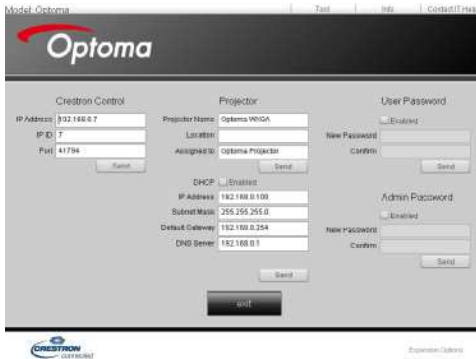 Model: Optoma
Tool
Info
Contact IT Help
Optoma
Crestron Control
IP Address 192.168.0.7
IP ID 7
Port 41794
Send
Projector
Projector Name Optoma WXGA
Location
Assigned to Optoma Projector
Send
DHCP Enabled
IP Address 192.168.0.100
Subnet Mask 255.255.255.0
Default Gateway 192.168.0.254
DNS Server 192.168.0.1
Send
User Password
Enabled
New Password
Confirm
Send
Admin Password
Enabled
New Password
Confirm
Send
exit
CRESTRON
connected
Expansion Options